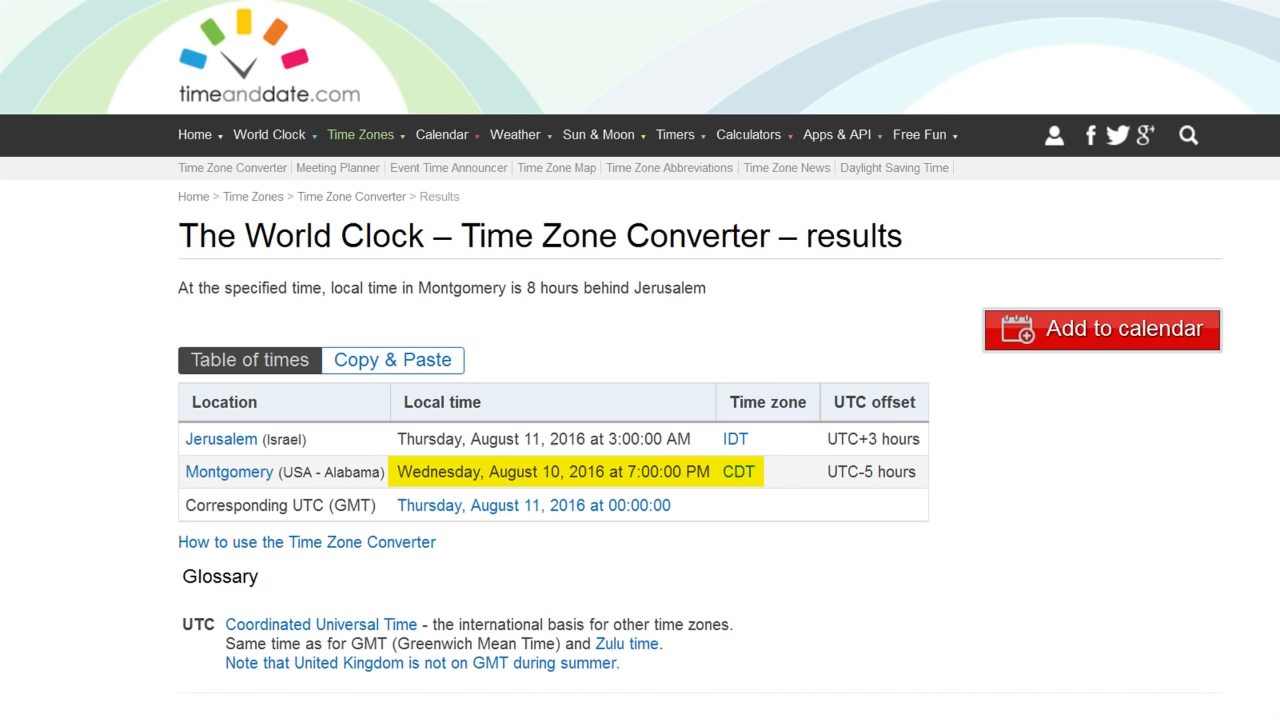 timeanddate.com
Home World Clock Time Zones Calendar Weather Sun & Moon Timers Calculators Apps & API Free Fun
Time Zone Converter Meeting Planner Event Time Announcer Time Zone Map Time Zone Abbreviations Time Zone News Daylight Saving Time
Home > Time Zones > Time Zone Converter > Results
The World Clock – Time Zone Converter – results
At the specified time, local time in Montgomery is 8 hours behind Jerusalem
Add to calendar
Table of times Copy & Paste
Location Local time Time zone UTC offset
Jerusalem (Israel) Thursday, August 11, 2016 at 3:00:00 AM IDT UTC+3 hours
Montgomery (USA - Alabama) Wednesday, August 10, 2016 at 7:00:00 PM CDT UTC-5 hours
Corresponding UTC (GMT) Thursday, August 11, 2016 at 00:00:00
How to use the Time Zone Converter
Glossary
UTC Coordinated Universal Time - the international basis for other time zones.
Same time as for GMT (Greenwich Mean Time) and Zulu time.
Note that United Kingdom is not on GMT during summer.